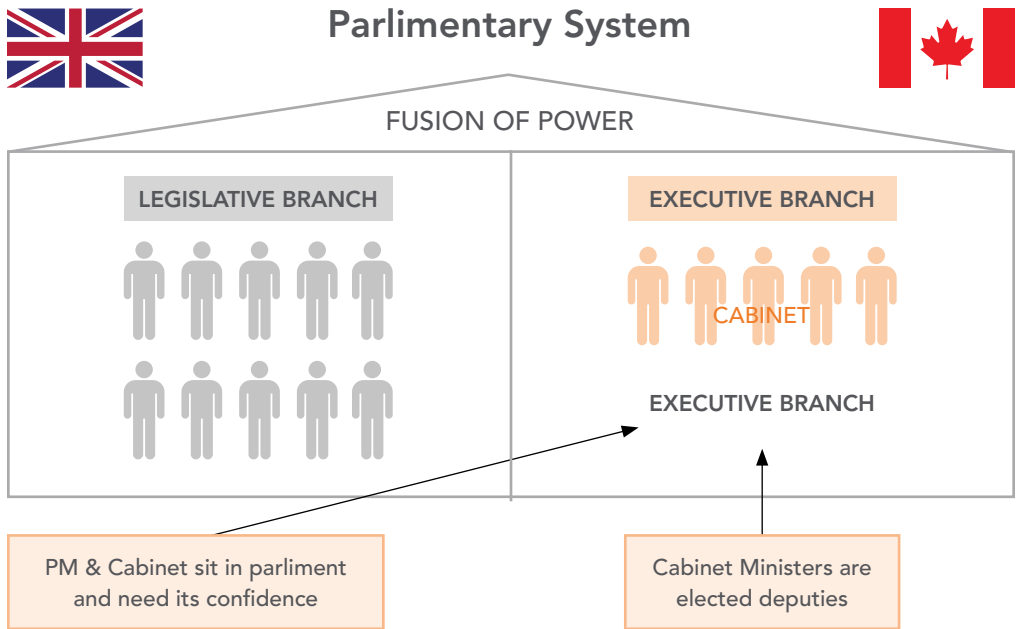 Parlimentary System
FUSION OF POWER
LEGISLATIVE BRANCH
EXECUTIVE BRANCH
CABINET
EXECUTIVE BRANCH
PM & Cabinet sit in parliment
and need its confidence
Cabinet Ministers are
elected deputies